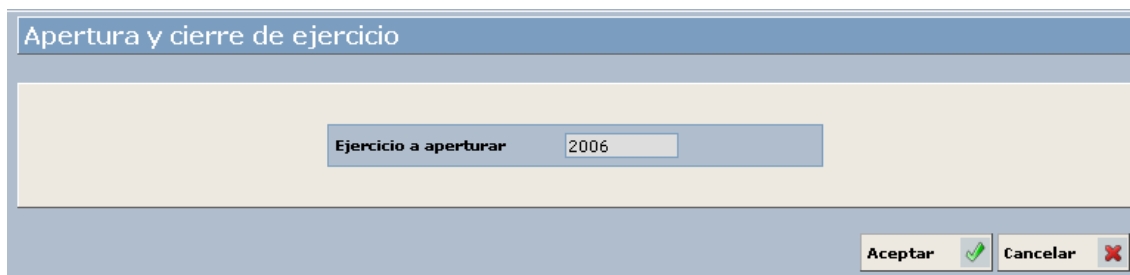 Apertura y cierre de ejercicio
Ejercicio a aperturar 2006
Aceptar Cancelar